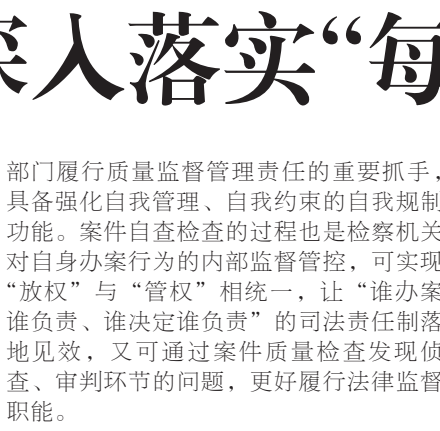 深入落实“每
部门履行质量监督管理责任的重要抓手，
具备强化自我管理、自我约束的自我规制
功能。案件自查检查的过程也是检察机关
对自身办案行为的内部监督管控，可实现
“放权”与“管权”相统一，让“谁办案
谁负责、谁决定谁负责”的司法责任制落
地见效，又可通过案件质量检查发现侦
查、审判环节的问题，更好履行法律监督
职能。